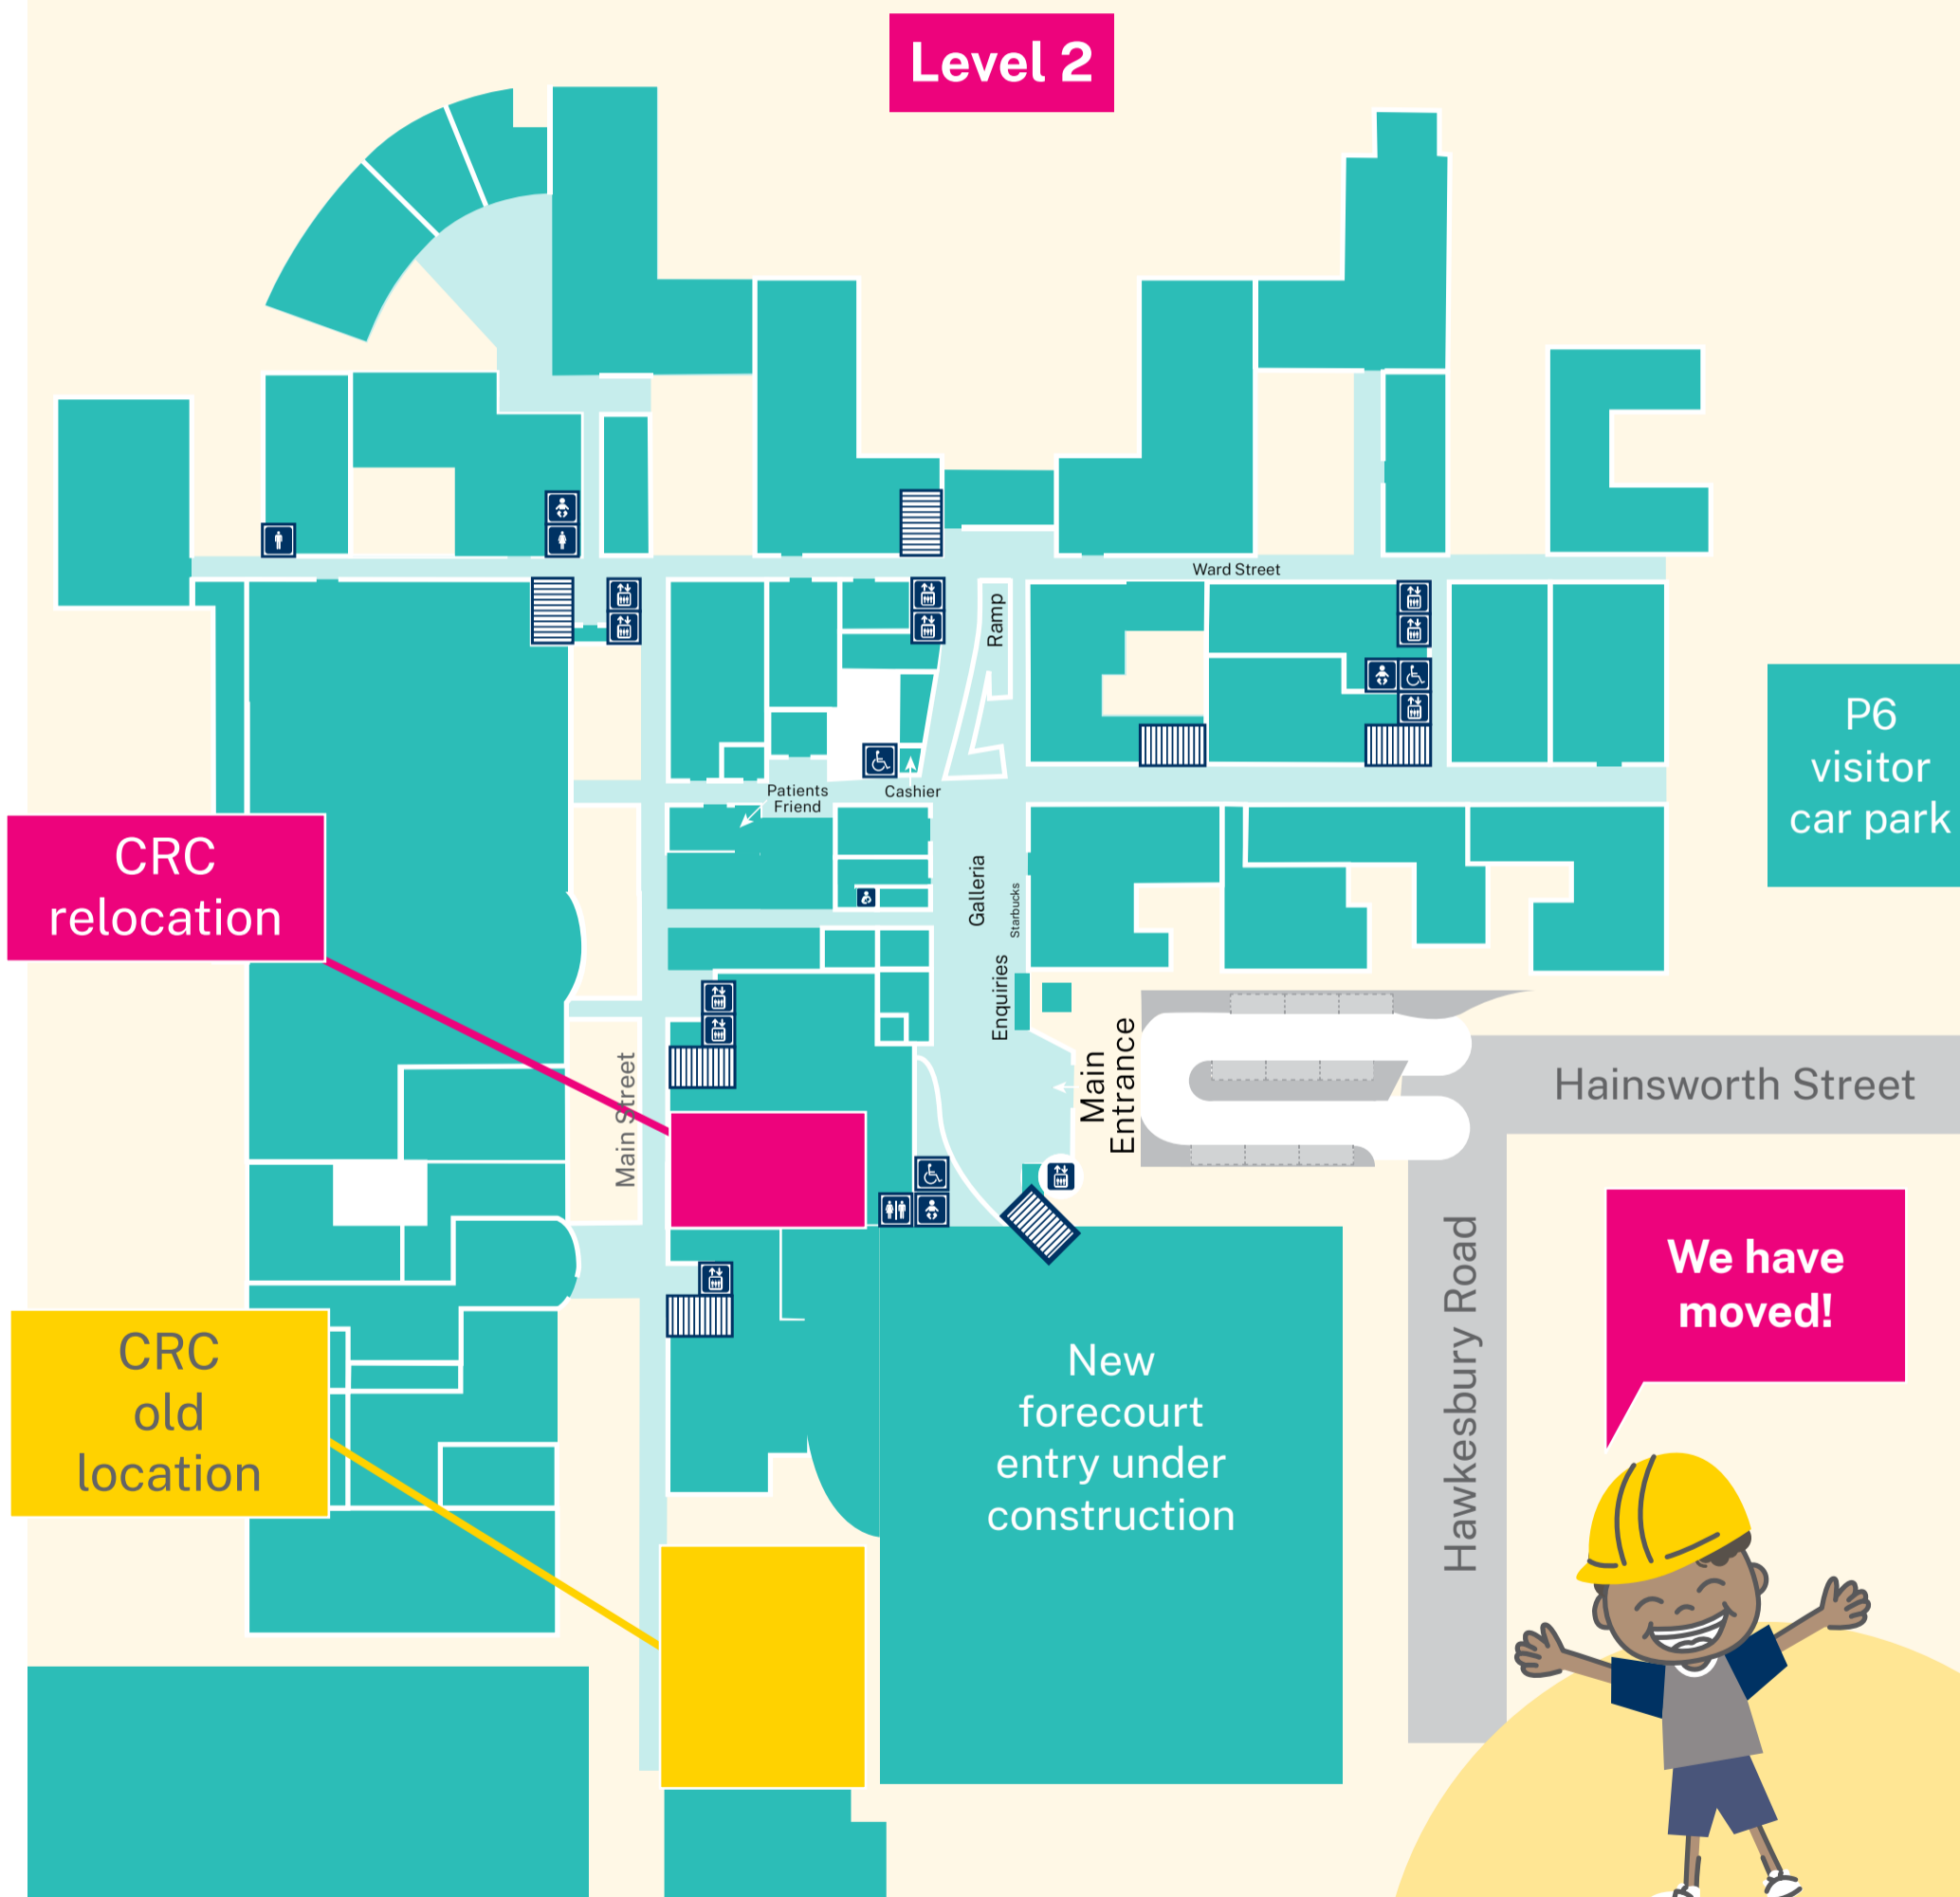 Level 2
Ward Street
Ramp
P6
visitor
car park
Patients
Friend
Cashier
CRC
relocation
Galleria
Starbucks
Enquiries
Main
Entrance
Main Street
Hainsworth Street
Hawkesbury Road
We have
moved!
CRC
old
location
New
forecourt
entry under
construction